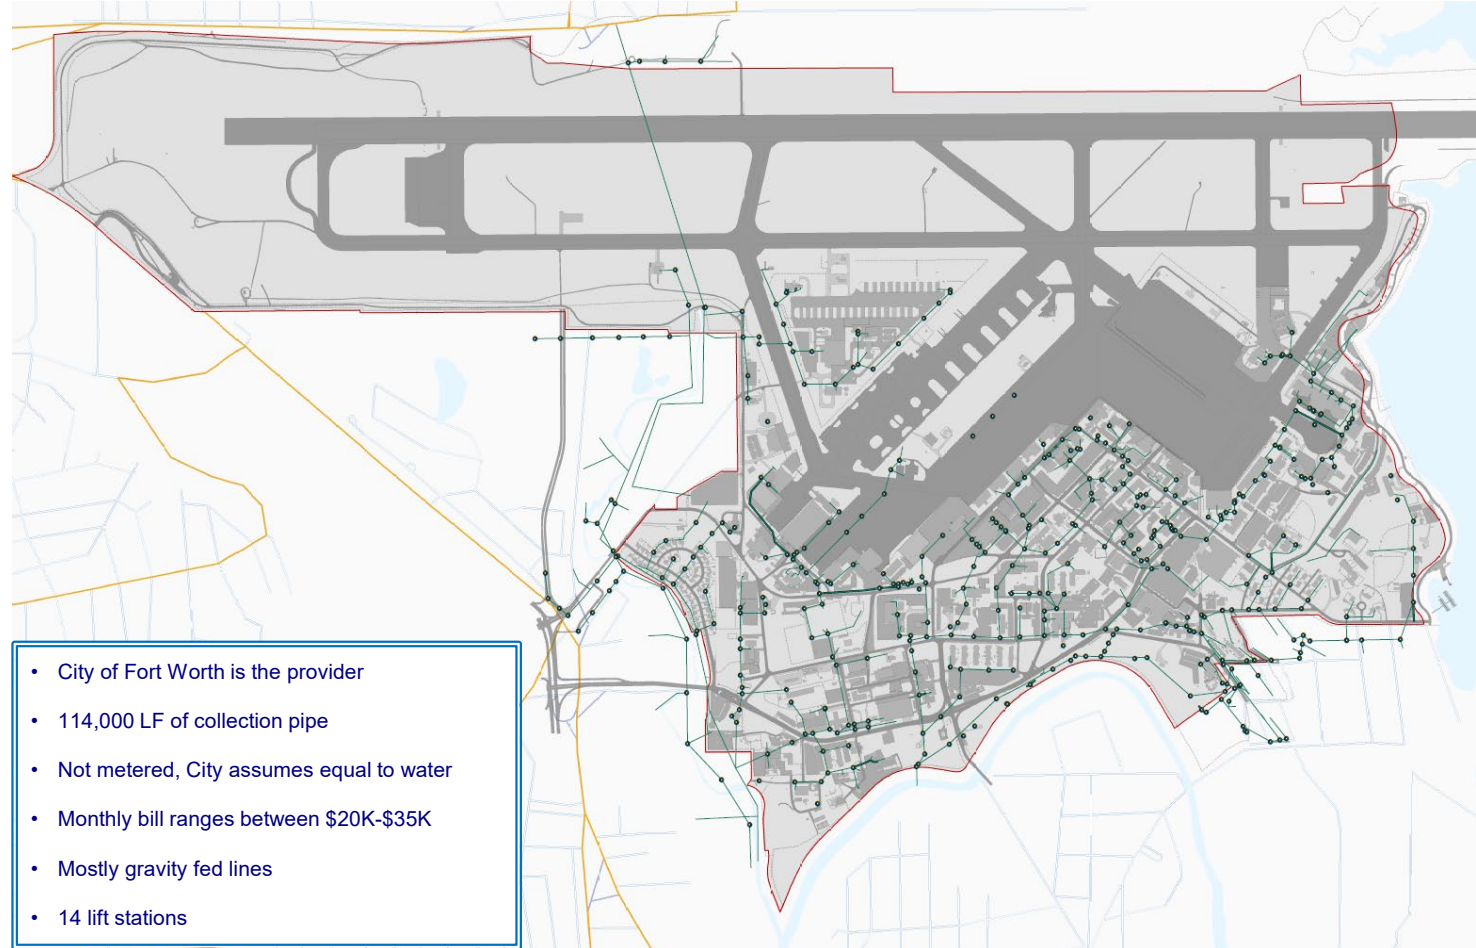 • City of Fort Worth is the provider
• 114,000 LF of collection pipe
• Not metered, City assumes equal to water
• Monthly bill ranges between $20K-$35K
• Mostly gravity fed lines
• 14 lift stations